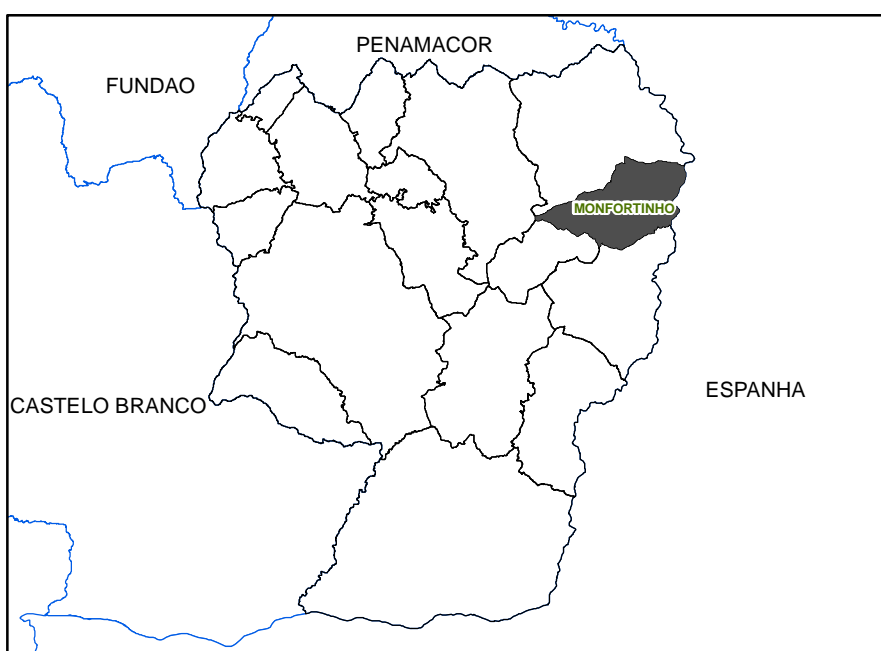 PENAMACOR
FUNDAO
MONFORTINHO
ESPANHA
CASTELO BRANCO